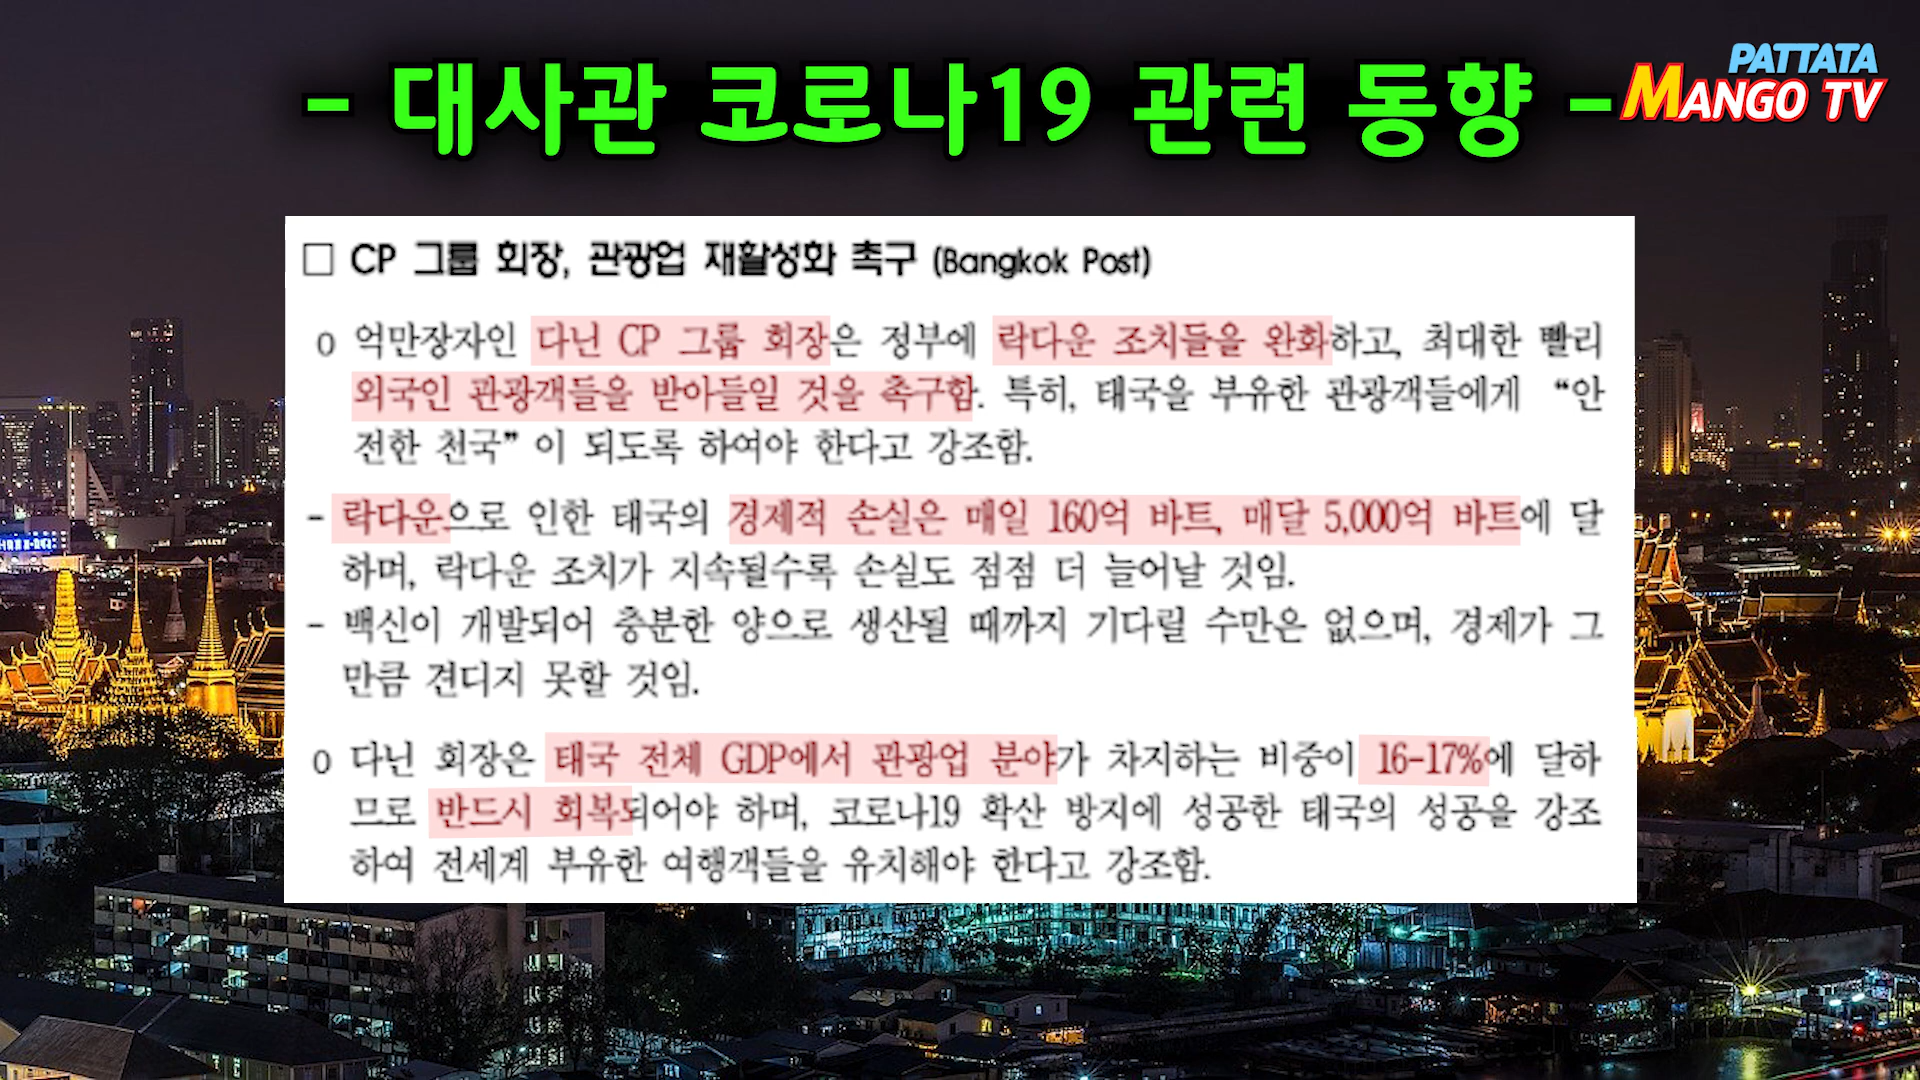 - 대사관 코로나19 관련 동향 -
PATTATA
MANGO TV
□ CP 그룹 회장, 관광업 재활성화 촉구 (Bangkok Post)
o 억만장자인 다닌 CP 그룹 회장은 정부에 락다운 조치들을 완화하고, 최대한 빨리
외국인 관광객들을 받아들일 것을 촉구함. 특히, 태국을 부유한 관광객들에게 “안
전한 천국” 이 되도록 하여야 한다고 강조함.
- 락다운으로 인한 태국의 경제적 손실은 매일 160억 바트, 매달 5,000억 바트에 달
하며, 락다운 조치가 지속될수록 손실도 점점 더 늘어날 것임.
- 백신이 개발되어 충분한 양으로 생산될 때까지 기다릴 수만은 없으며, 경제가 그
만큼 견디지 못할 것임.
o 다닌 회장은 태국 전체 GDP에서 관광업 분야가 차지하는 비중이 16-17%에 달하
므로 반드시 회복되어야 하며, 코로나19 확산 방지에 성공한 태국의 성공을 강조
하여 전세계 부유한 여행객들을 유치해야 한다고 강조함.